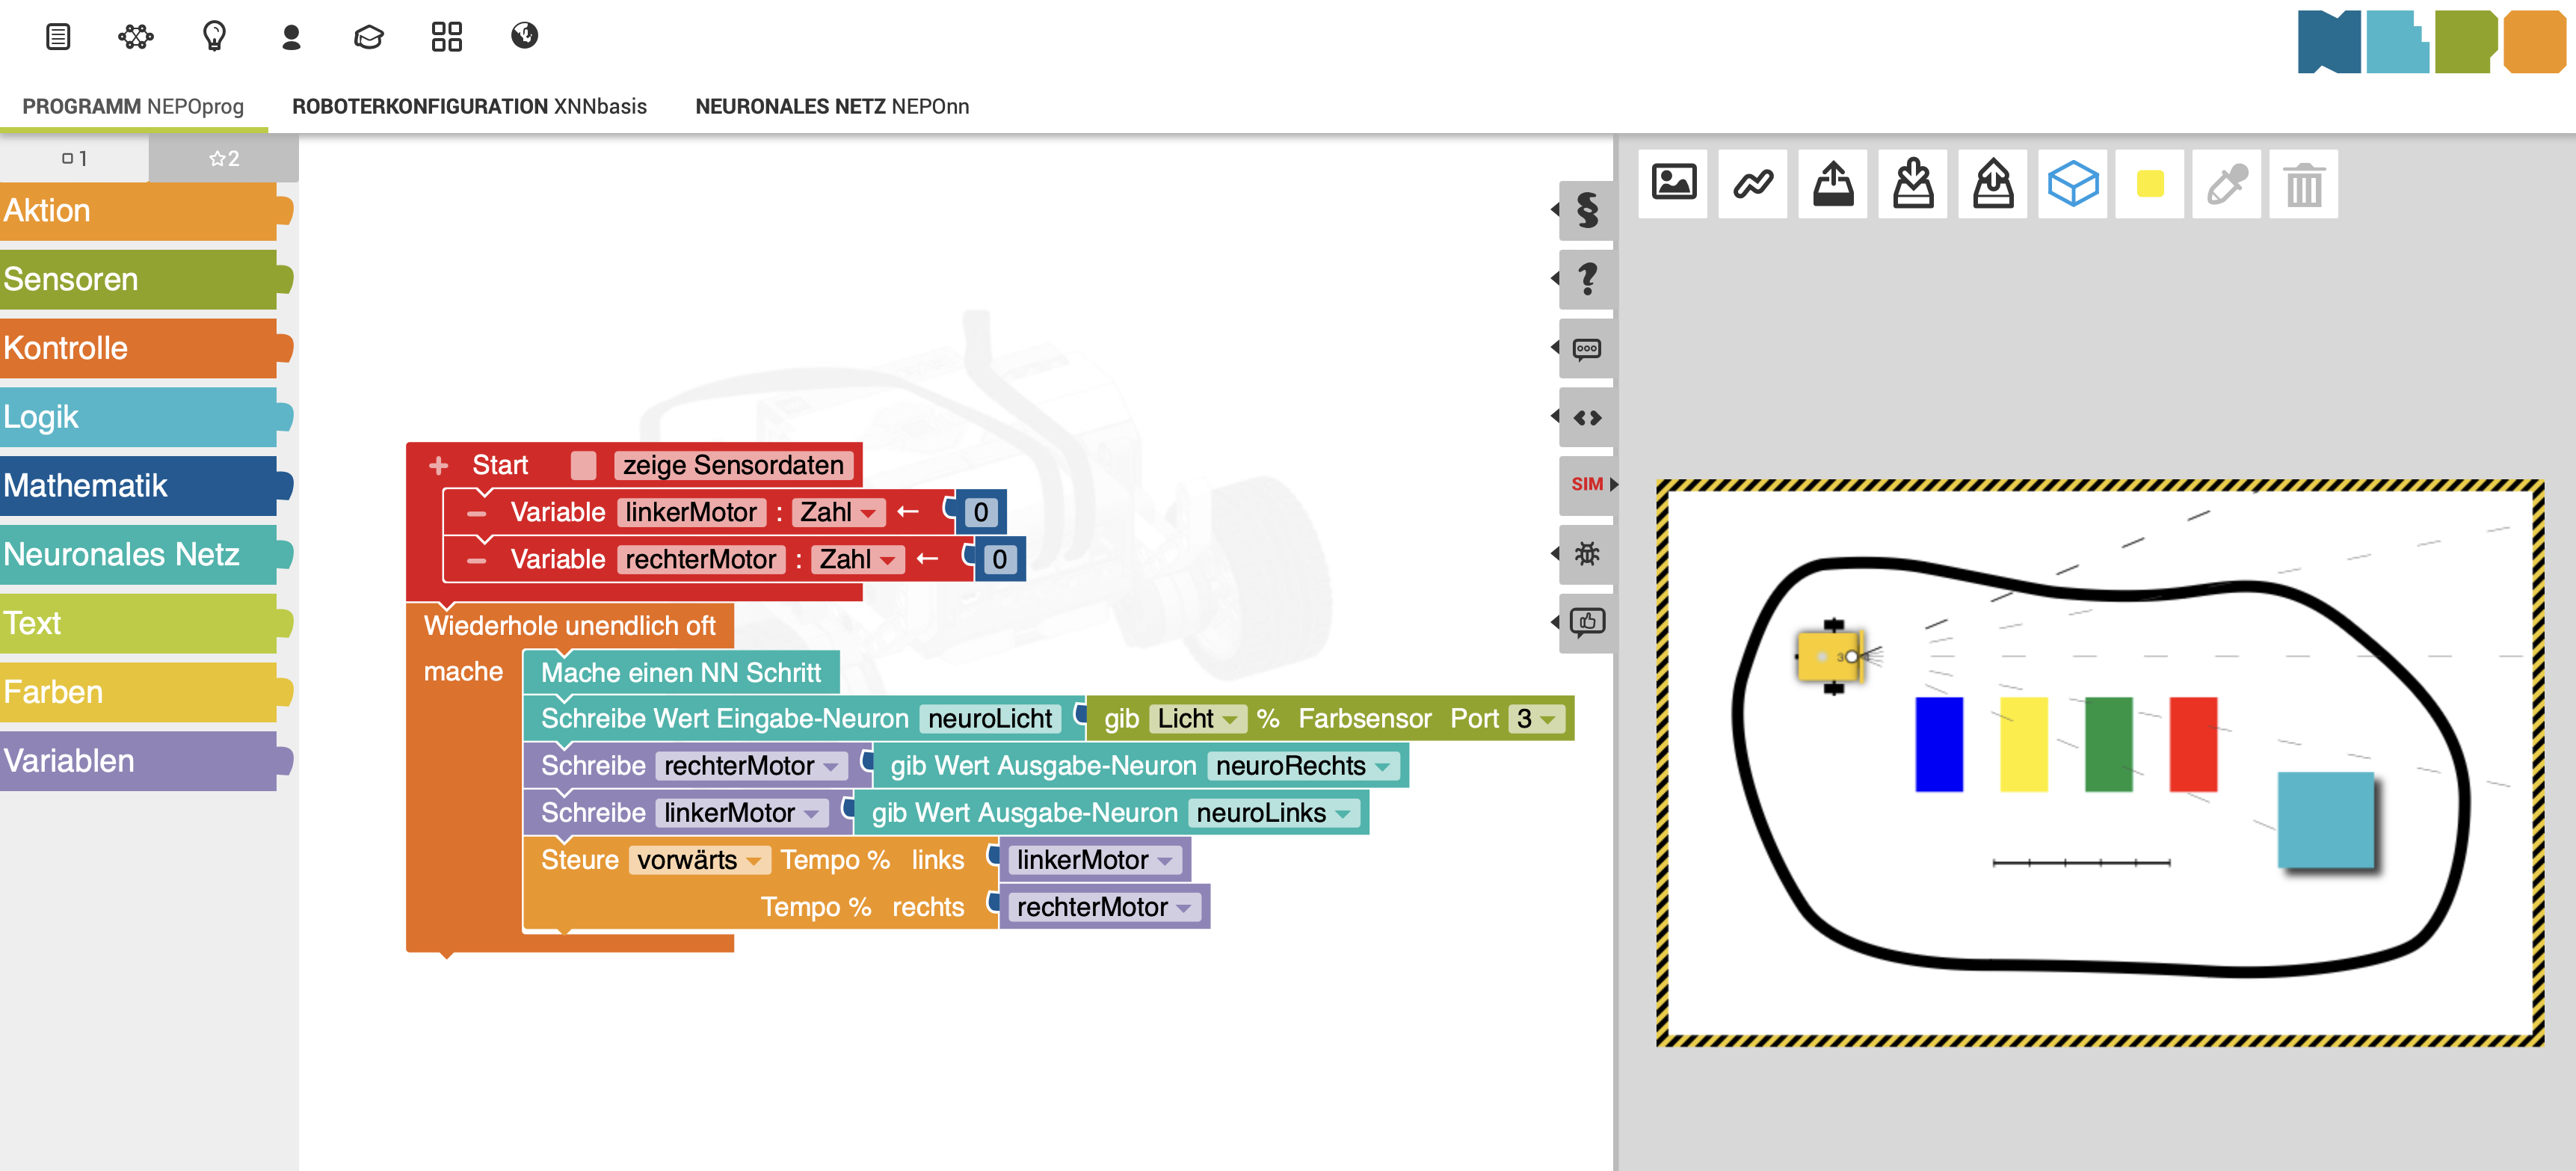 PROGRAMM NEPOprog ROBOTERKONFIGURATION XNNbasis NEURONALES NETZ NEPOnn
1 2
Aktion
Sensoren
Kontrolle
Logik
Mathematik
Neuronales Netz
Text
Farben
Variablen
+ Start zeige Sensordaten
– Variable linkerMotor : Zahl ← 0
– Variable rechterMotor : Zahl ← 0
Wiederhole unendlich oft
mache
Mache einen NN Schritt
Schreibe Wert Eingabe-Neuron neuroLicht gib Licht % Farbsensor Port 3
Schreibe rechterMotor gib Wert Ausgabe-Neuron neuroRechts
Schreibe linkerMotor gib Wert Ausgabe-Neuron neuroLinks
Steure vorwärts Tempo % links linkerMotor
Tempo % rechts rechterMotor
§
?
SIM
3